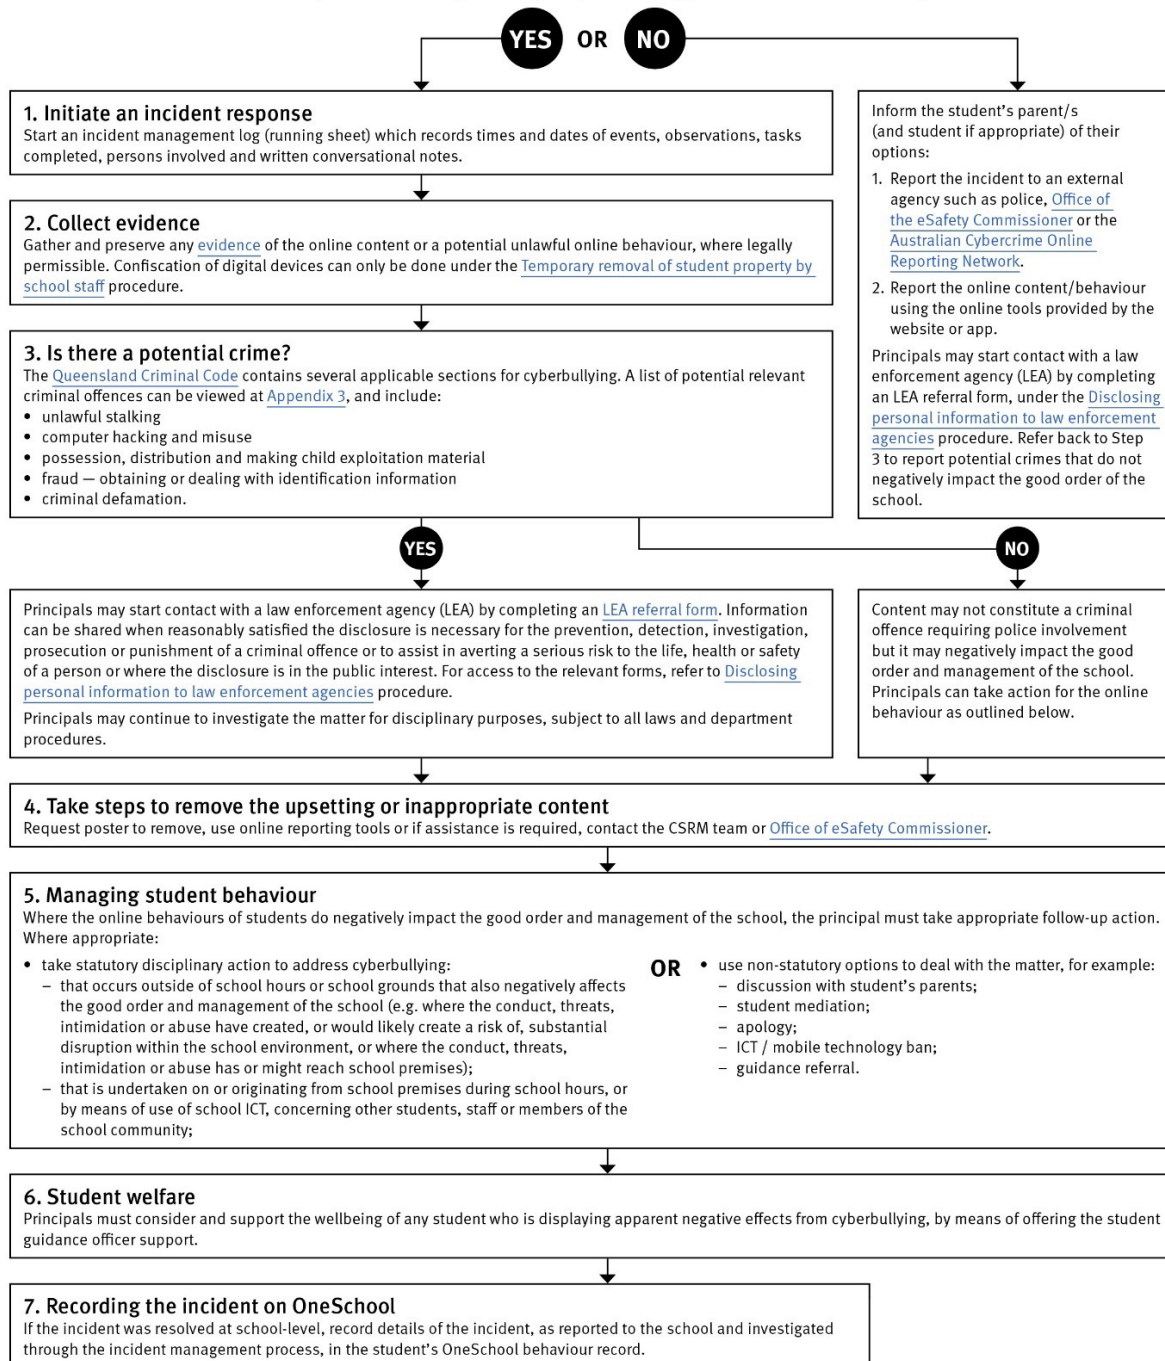 YES OR NO
1. Initiate an incident response
Start an incident management log (running sheet) which records times and dates of events, observations, tasks
completed, persons involved and written conversational notes.
2. Collect evidence
Gather and preserve any evidence of the online content or a potential unlawful online behaviour, where legally
permissible. Confiscation of digital devices can only be done under the Temporary removal of student property by
school staff procedure.
3. Is there a potential crime?
The Queensland Criminal Code contains several applicable sections for cyberbullying. A list of potential relevant
criminal offences can be viewed at Appendix 3, and include:
• unlawful stalking
• computer hacking and misuse
• possession, distribution and making child exploitation material
• fraud — obtaining or dealing with identification information
• criminal defamation.
Inform the student's parent/s
(and student if appropriate) of their
options:
1. Report the incident to an external
agency such as police, Office of
the eSafety Commissioner or the
Australian Cybercrime Online
Reporting Network.
2. Report the online content/behaviour
using the online tools provided by the
website or app.
Principals may start contact with a law
enforcement agency (LEA) by completing
an LEA referral form, under the Disclosing
personal information to law enforcement
agencies procedure. Refer back to Step
3 to report potential crimes that do not
negatively impact the good order of the
school.
YES
NO
Principals may start contact with a law enforcement agency (LEA) by completing an LEA referral form. Information
can be shared when reasonably satisfied the disclosure is necessary for the prevention, detection, investigation,
prosecution or punishment of a criminal offence or to assist in averting a serious risk to the life, health or safety
of a person or where the disclosure is in the public interest. For access to the relevant forms, refer to Disclosing
personal information to law enforcement agencies procedure.
Principals may continue to investigate the matter for disciplinary purposes, subject to all laws and department
procedures.
Content may not constitute a criminal
offence requiring police involvement
but it may negatively impact the good
order and management of the school.
Principals can take action for the online
behaviour as outlined below.
4. Take steps to remove the upsetting or inappropriate content
Request poster to remove, use online reporting tools or if assistance is required, contact the CSRM team or Office of eSafety Commissioner.
5. Managing student behaviour
Where the online behaviours of students do negatively impact the good order and management of the school, the principal must take appropriate follow-up action.
Where appropriate:
• take statutory disciplinary action to address cyberbullying:
– that occurs outside of school hours or school grounds that also negatively affects
the good order and management of the school (e.g. where the conduct, threats,
intimidation or abuse have created, or would likely create a risk of, substantial
disruption within the school environment, or where the conduct, threats,
intimidation or abuse has or might reach school premises);
– that is undertaken on or originating from school premises during school hours, or
by means of use of school ICT, concerning other students, staff or members of the
school community;
OR
• use non-statutory options to deal with the matter, for example:
– discussion with student's parents;
– student mediation;
– apology;
– ICT / mobile technology ban;
– guidance referral.
6. Student welfare
Principals must consider and support the wellbeing of any student who is displaying apparent negative effects from cyberbullying, by means of offering the student
guidance officer support.
7. Recording the incident on OneSchool
If the incident was resolved at school-level, record details of the incident, as reported to the school and investigated
through the incident management process, in the student's OneSchool behaviour record.